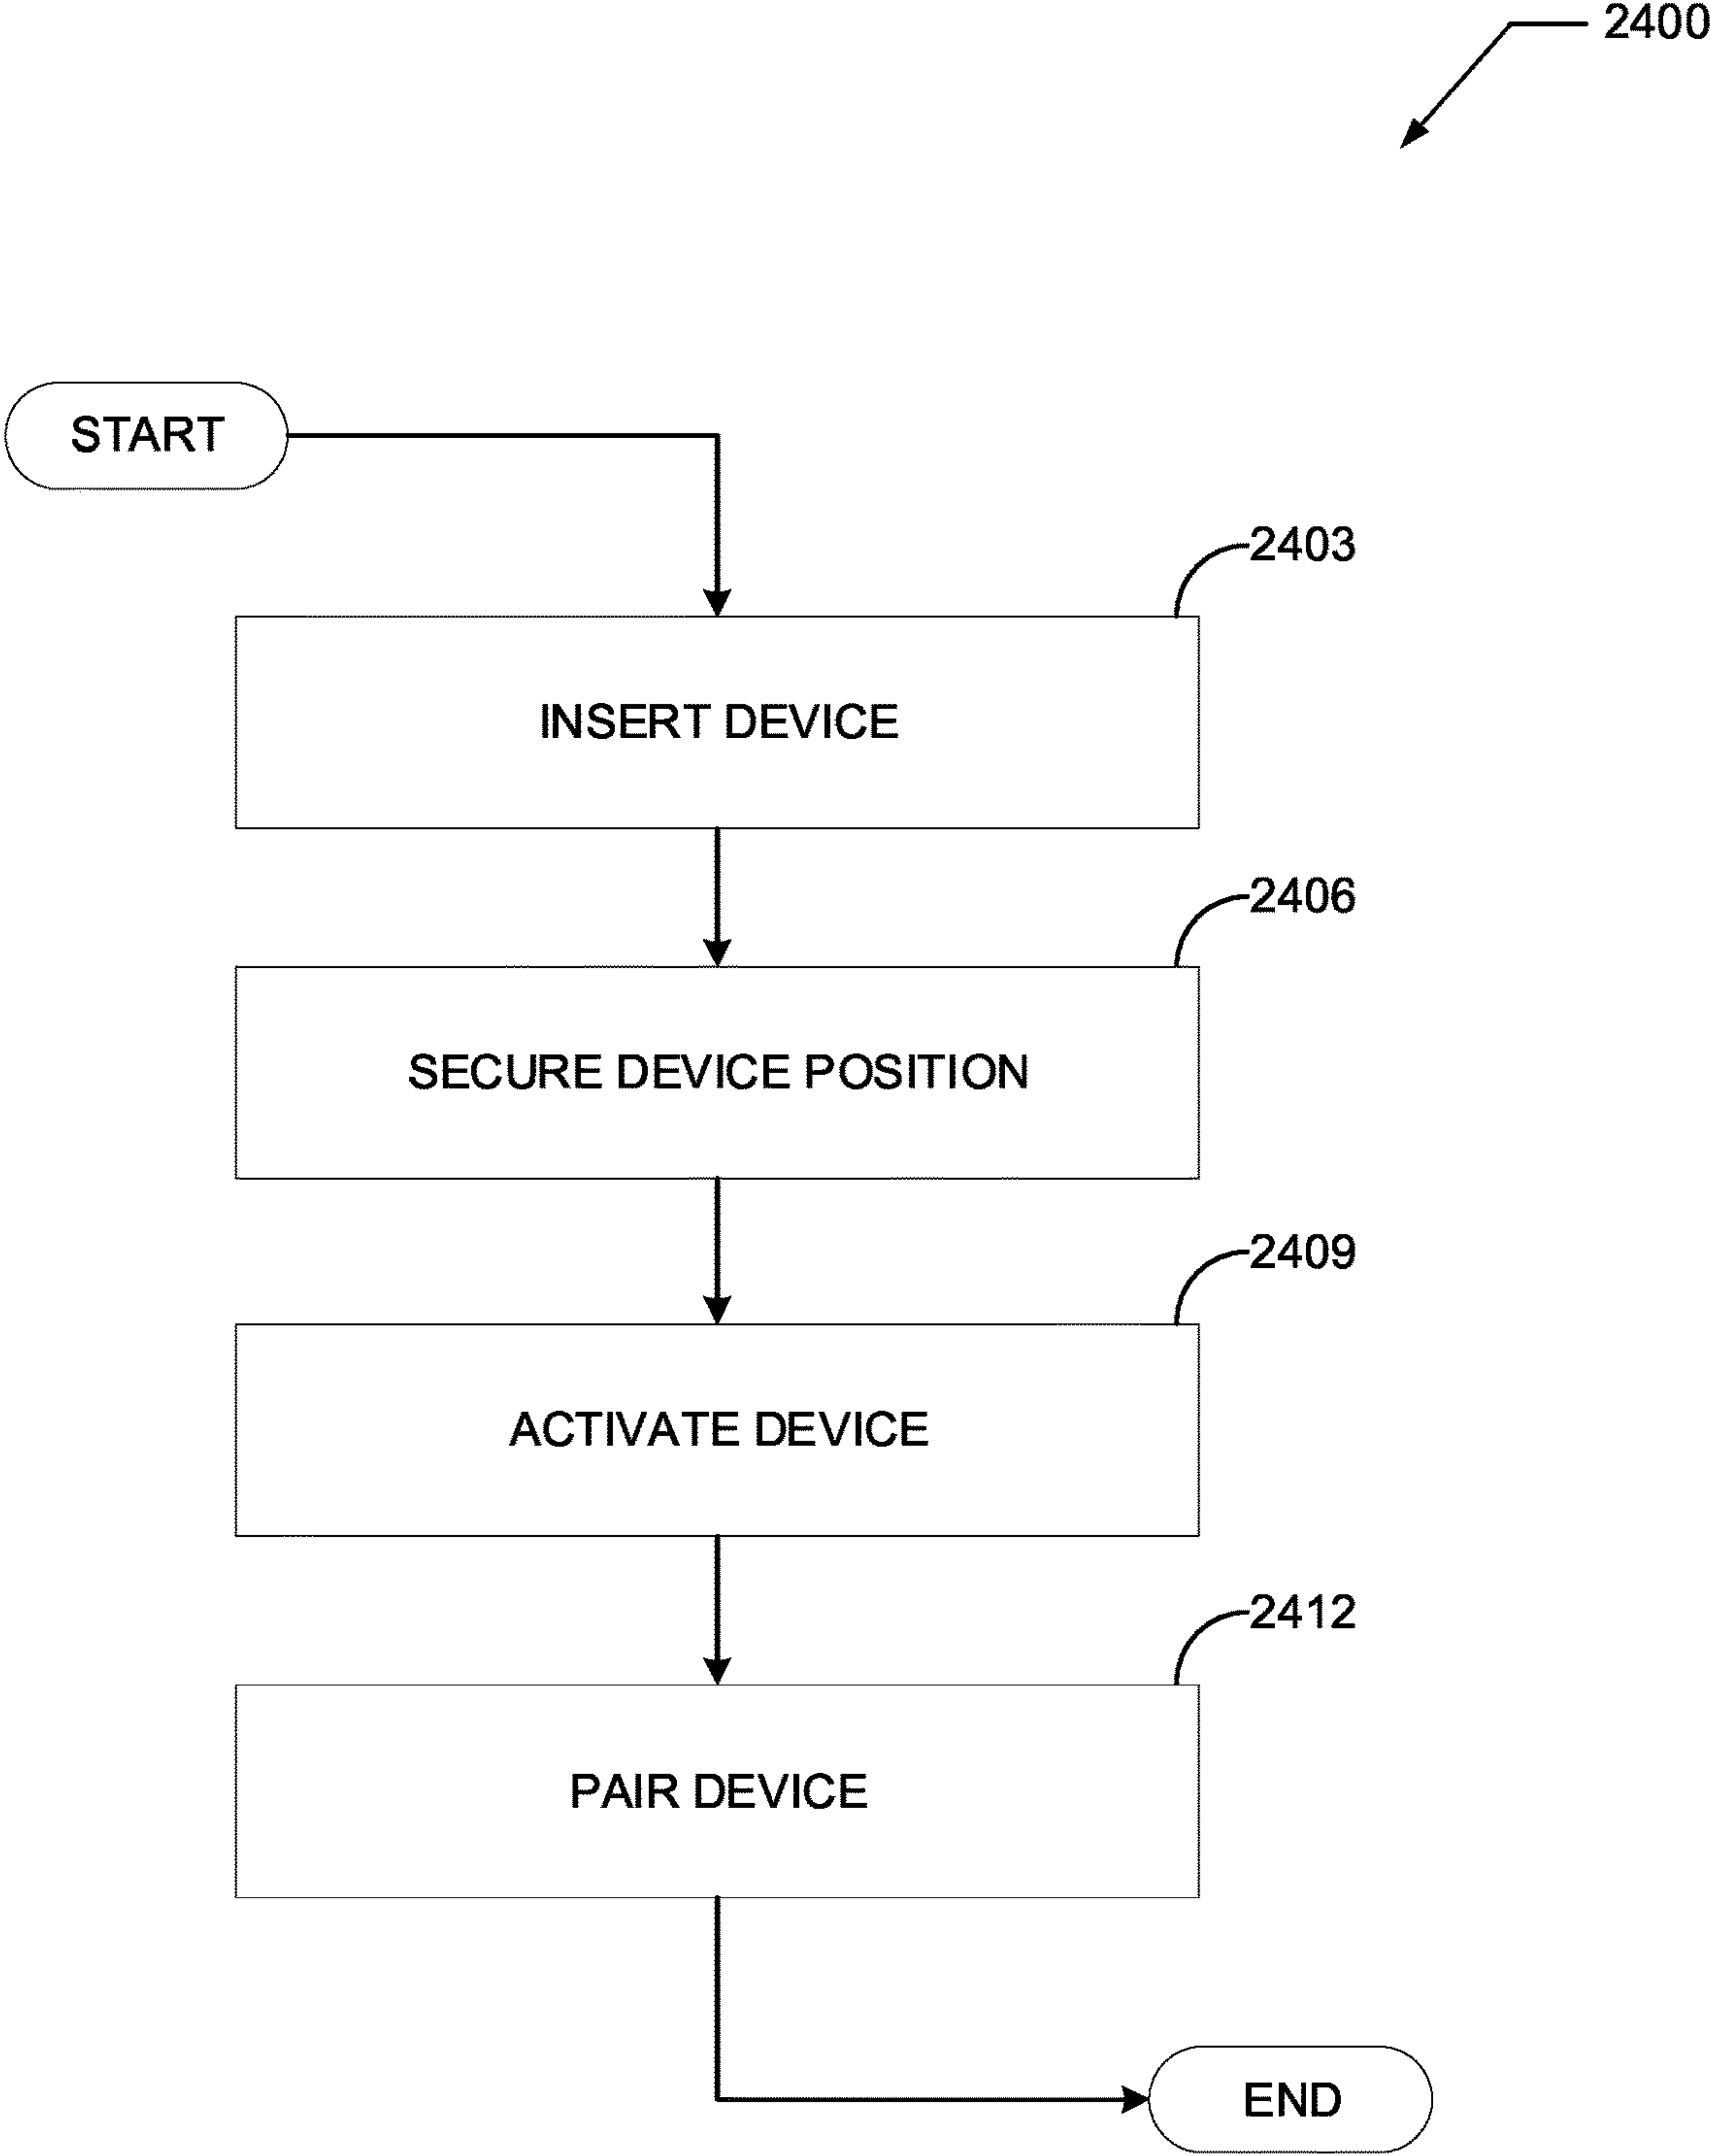 2400
START
2403
INSERT DEVICE
2406
SECURE DEVICE POSITION
2409
ACTIVATE DEVICE
2412
PAIR DEVICE
END